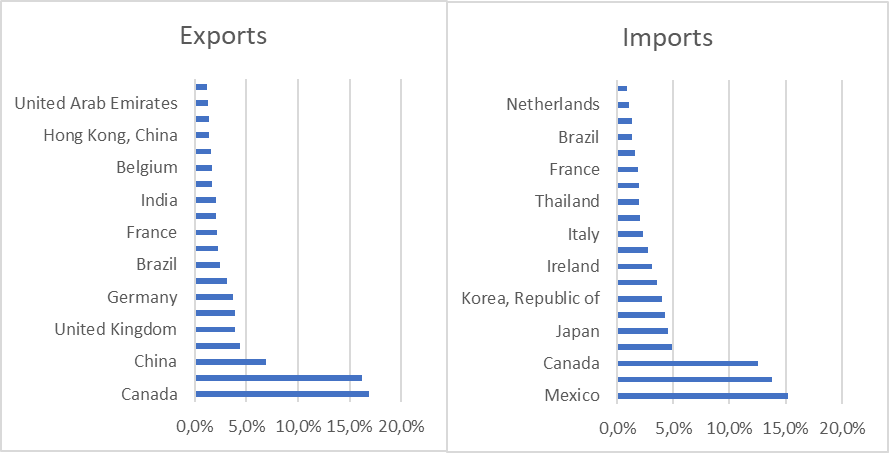 Exports
United Arab Emirates
Hong Kong, China
Belgium
India
France
Brazil
Germany
United Kingdom
China
Canada
0,0% 5,0% 10,0% 15,0% 20,0%
Imports
Netherlands
Brazil
France
Thailand
Italy
Ireland
Korea, Republic of
Japan
Canada
Mexico
0,0% 5,0% 10,0% 15,0% 20,0%